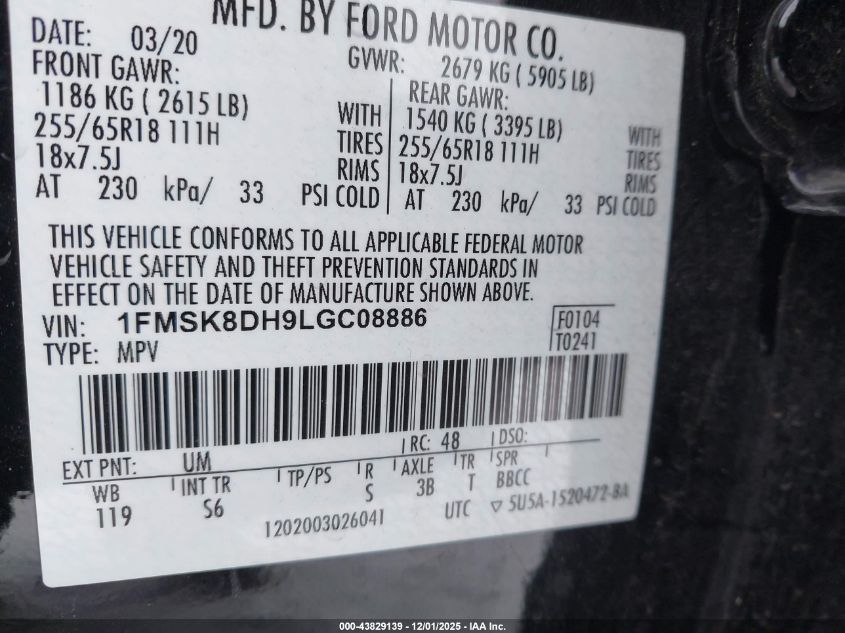 MFD. BY FORD MOTOR CO.
DATE: 03/20
GVWR: 2679 KG ( 5905 LB)
FRONT GAWR:
1186 KG ( 2615 LB)
WITH
255/65R18 111H
TIRES
18x7.5J
RIMS
AT 230 kPa/ 33 PSI COLD
REAR GAWR:
1540 KG ( 3395 LB)
WITH
255/65R18 111H
TIRES
18x7.5J
RIMS
AT 230 kPa/ 33 PSI COLD
THIS VEHICLE CONFORMS TO ALL APPLICABLE FEDERAL MOTOR
VEHICLE SAFETY AND THEFT PREVENTION STANDARDS IN
EFFECT ON THE DATE OF MANUFACTURE SHOWN ABOVE.
VIN: 1FMSK8DH9LGC08886
F0104
TYPE: MPV
T0241
EXT PNT: UM
RC: 48
DSO:
WB
INT TR
TP/PS
R
AXLE
TR
SPR
119
S6
S
3B
T
BBCC
1202003026041
UTC
5U5A-1520472-BA
000-43829139 - 12/01/2025 - IAA Inc.